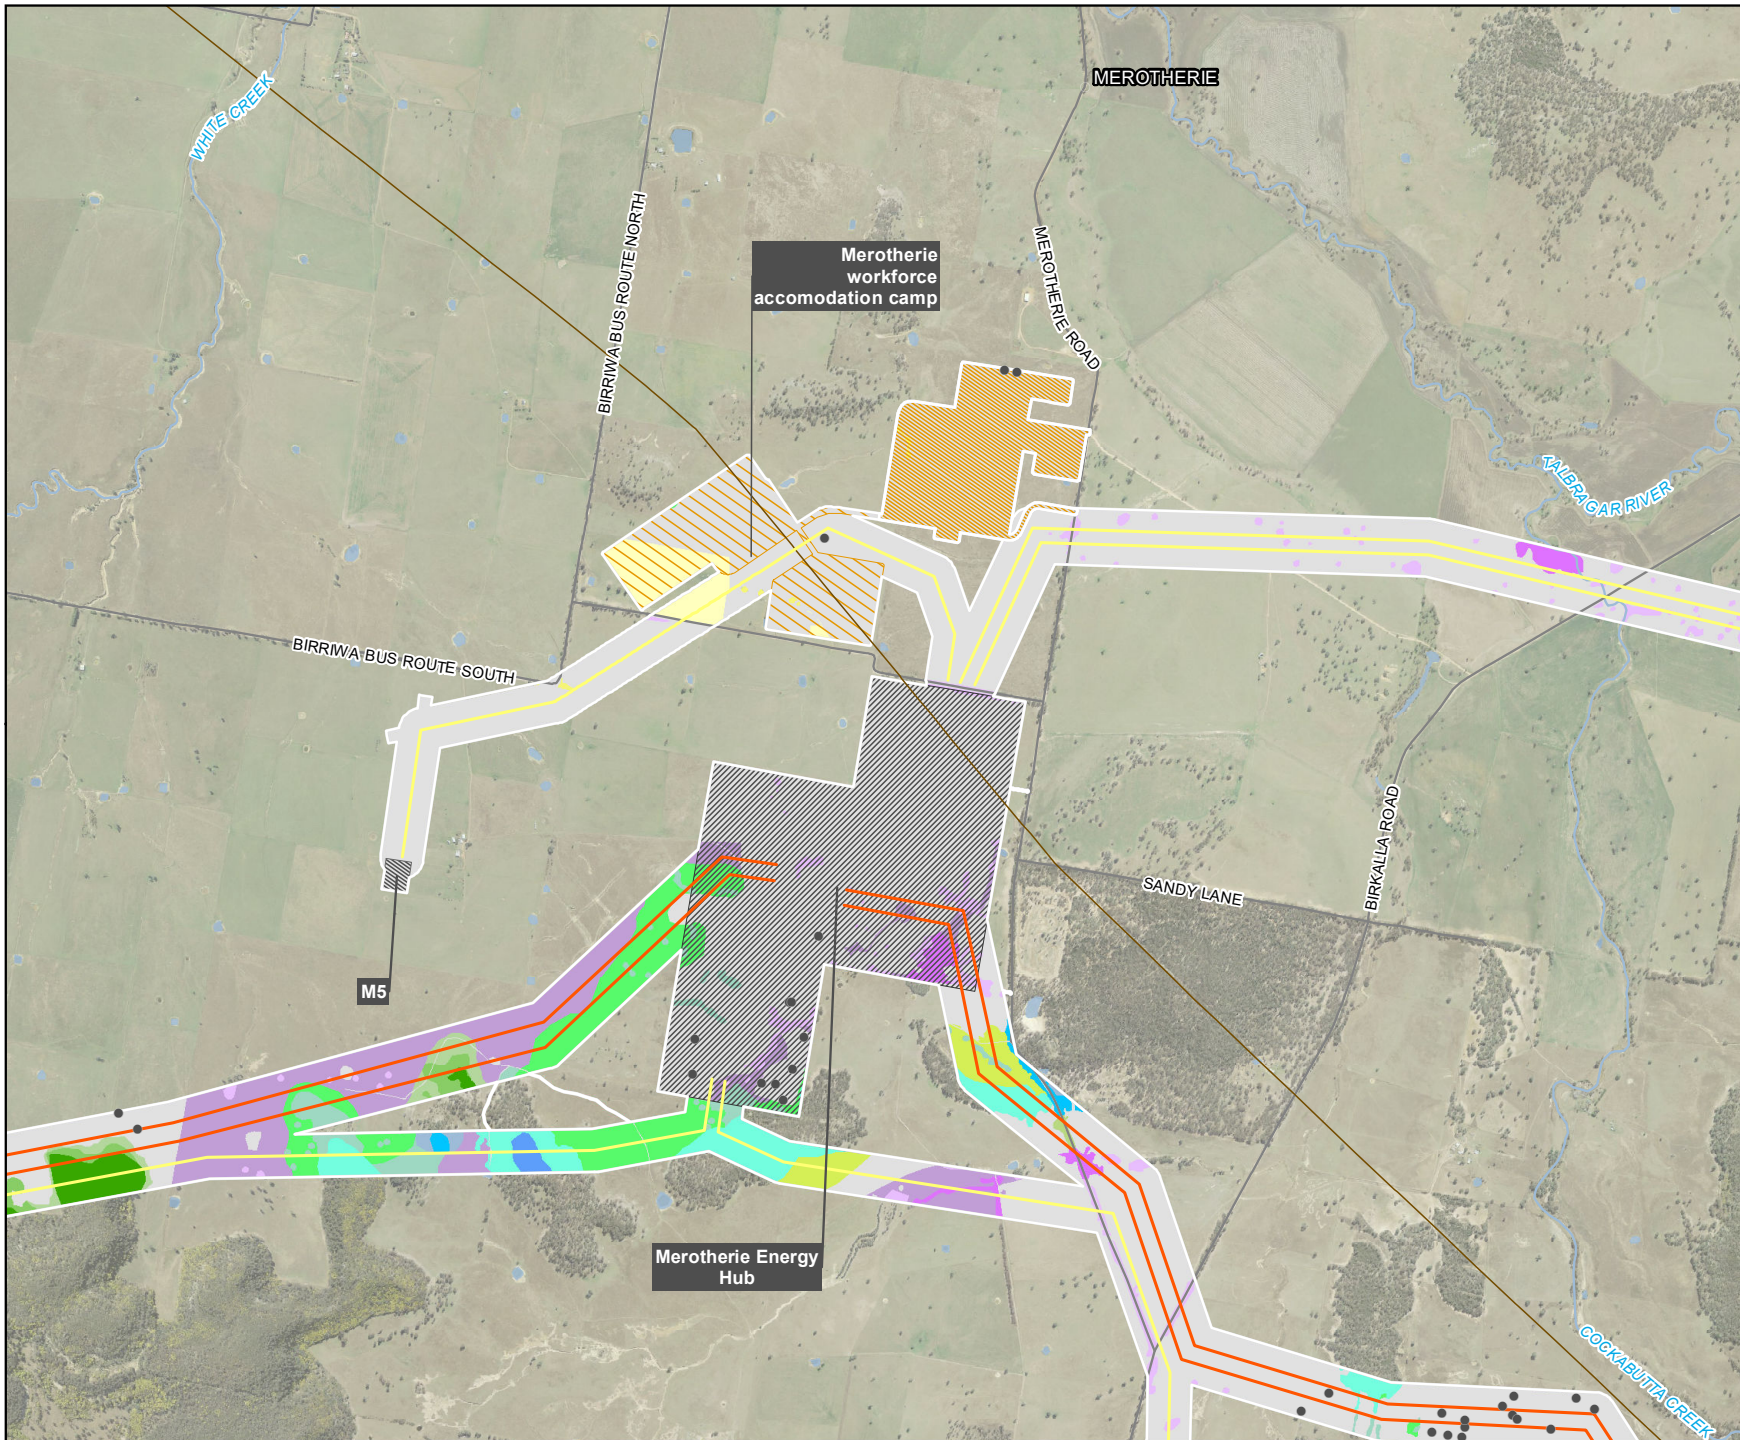 WHITE CREEK
MEROTHERIE
BIRRIWA BUS ROUTE NORTH
MEROTHERIE ROAD
Merotherie
workforce
accomodation camp
TALBRAGAR RIVER
BIRRIWA BUS ROUTE SOUTH
BIRKALLA ROAD
SANDY LANE
M5
Merotherie Energy
Hub
COCKABUTTA CREEK